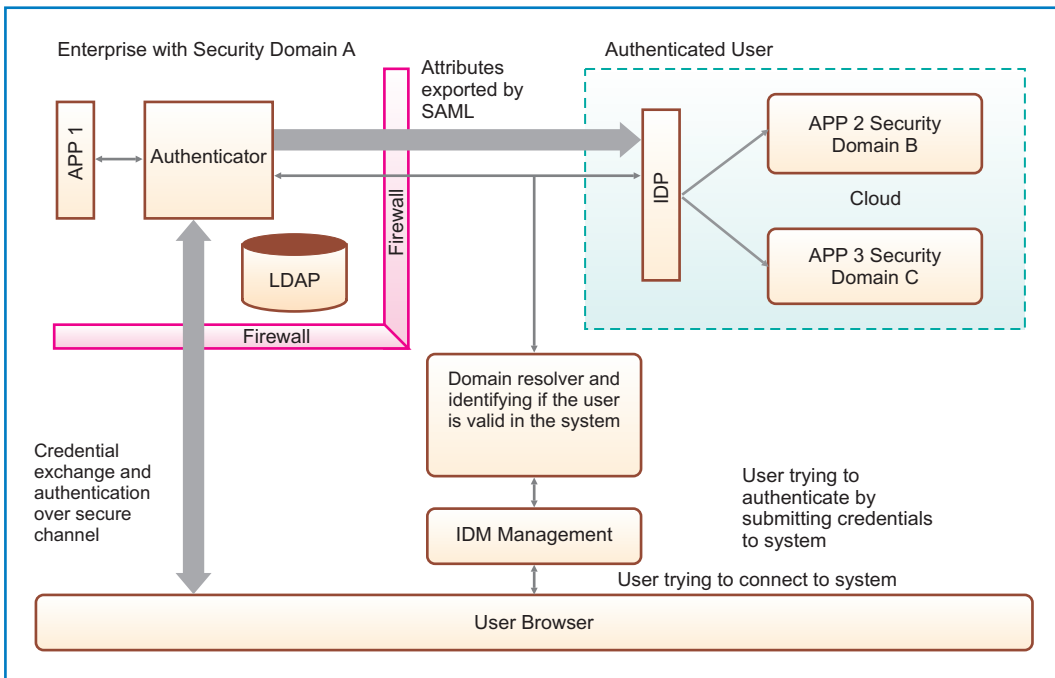 Enterprise with Security Domain A
Attributes
exported by
SAML
Authenticated User
APP 1
Authenticator
LDAP
Firewall
Firewall
IDP
APP 2 Security
Domain B
Cloud
APP 3 Security
Domain C
Domain resolver and
identifying if the user
is valid in the system
Credential
exchange and
authentication
over secure
channel
IDM Management
User trying to
authenticate by
submitting credentials
to system
User trying to connect to system
User Browser